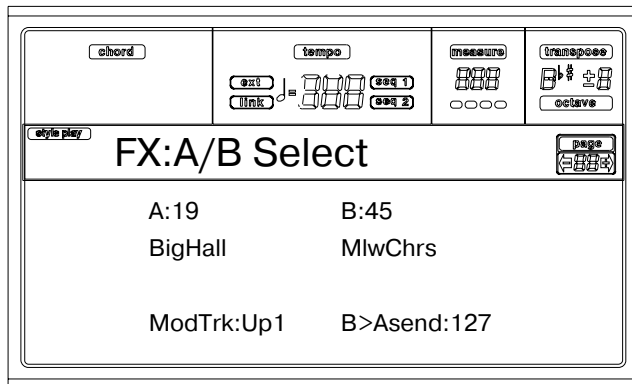 chord tempo measure transpose
ext seq 1
link seq 2 octave
style play page
FX:A/B Select
A:19 B:45
BigHall MlwChrs
ModTrk:Up1 B>Asend:127